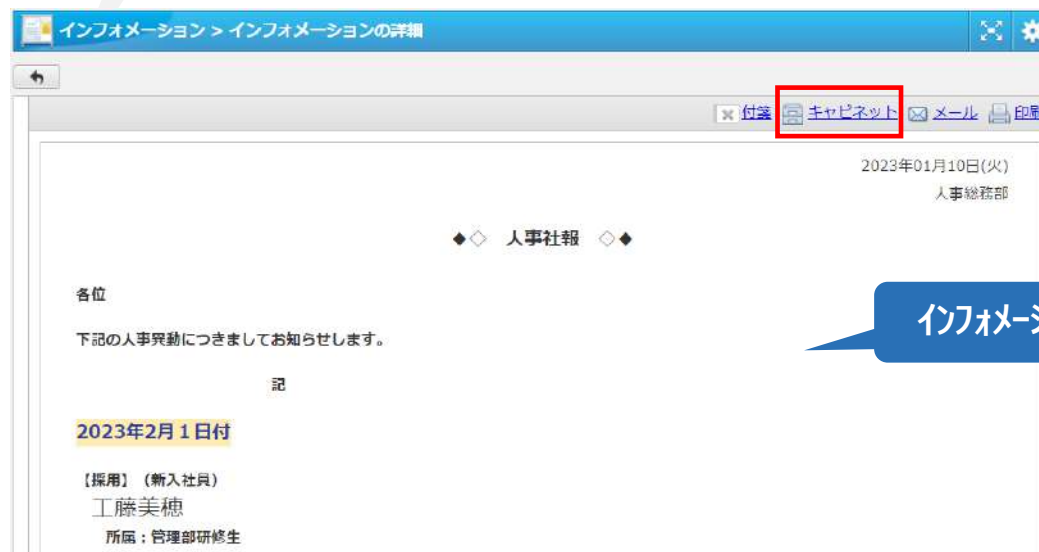 インフォメーション > インフォメーションの詳細
付箋 キャビネット メール 印刷
2023年01月10日(火)
人事総務部
◆◇ 人事社報 ◇◆
各位
インフォメーシ
下記の人事異動につきましてお知らせします。
記
2023年2月1日付
【採用】（新入社員）
工藤美穂
所属：管理部研修生